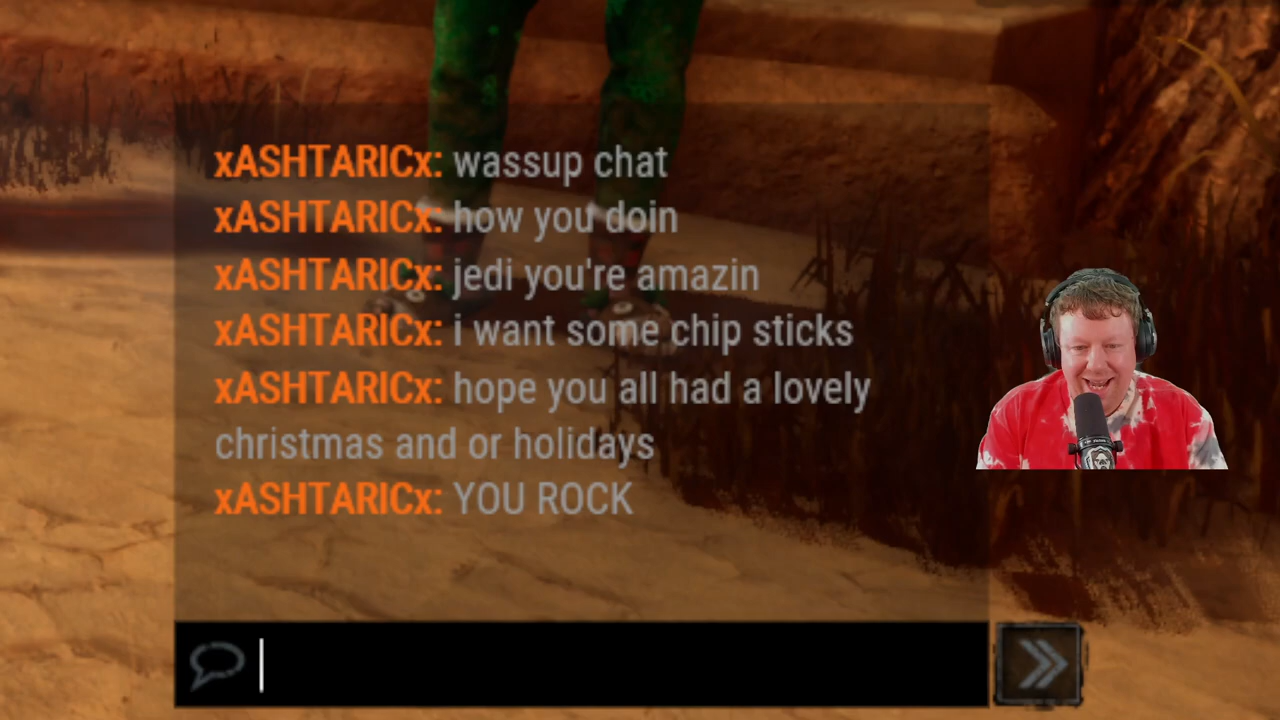 xASHTARICx: wassup chat
xASHTARICx: how you doin
xASHTARICx: jedi you're amazin
xASHTARICx: i want some chip sticks
xASHTARICx: hope you all had a lovely
christmas and or holidays
xASHTARICx: YOU ROCK